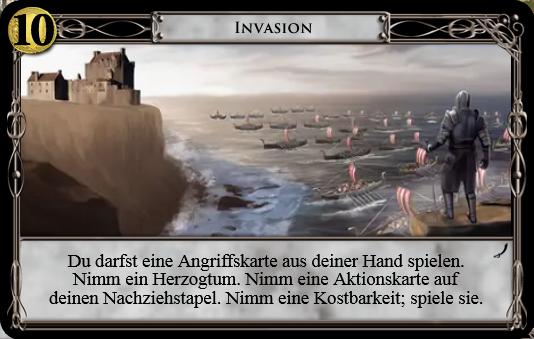 10
INVASION
Du darfst eine Angriffskarte aus deiner Hand spielen.
Nimm ein Herzogtum. Nimm eine Aktionskarte auf
deinen Nachziehstapel. Nimm eine Kostbarkeit; spiele sie.